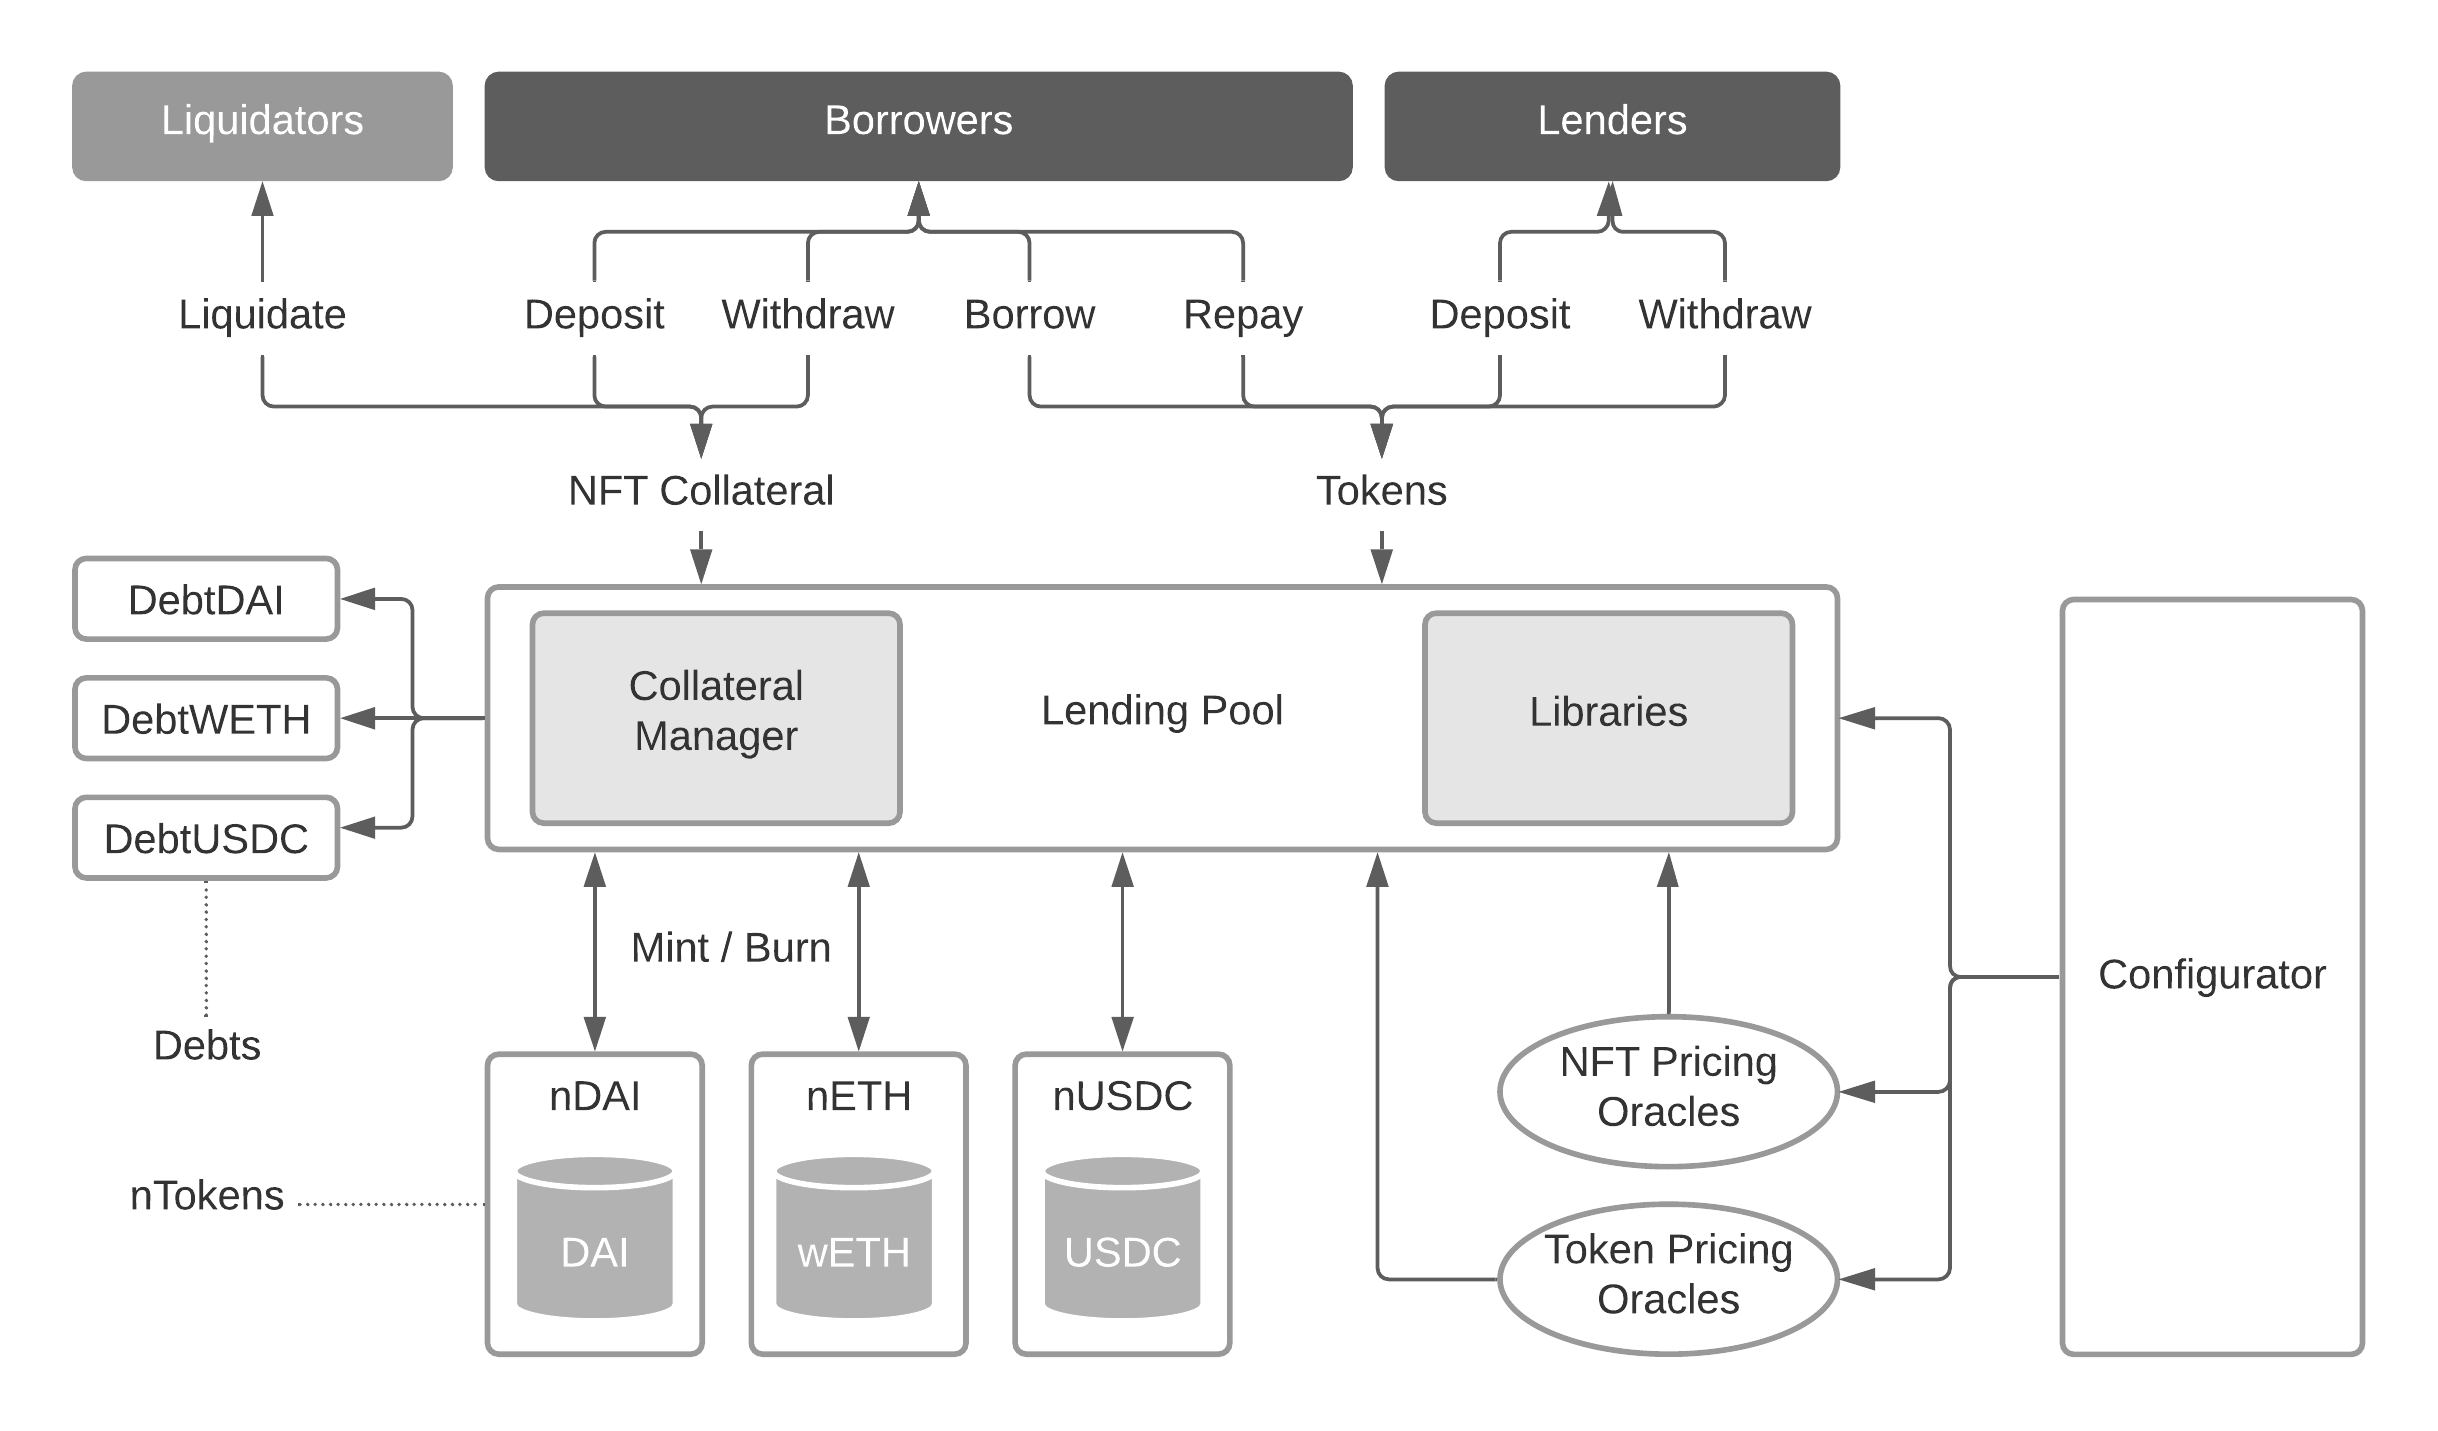 Liquidators
Borrowers
Lenders
Liquidate
Deposit
Withdraw
Borrow
Repay
Deposit
Withdraw
NFT Collateral
Tokens
DebtDAI
DebtWETH
DebtUSDC
Collateral
Manager
Lending Pool
Libraries
Configurator
Mint / Burn
Debts
nTokens
nDAI
DAI
nETH
wETH
nUSDC
USDC
NFT Pricing
Oracles
Token Pricing
Oracles